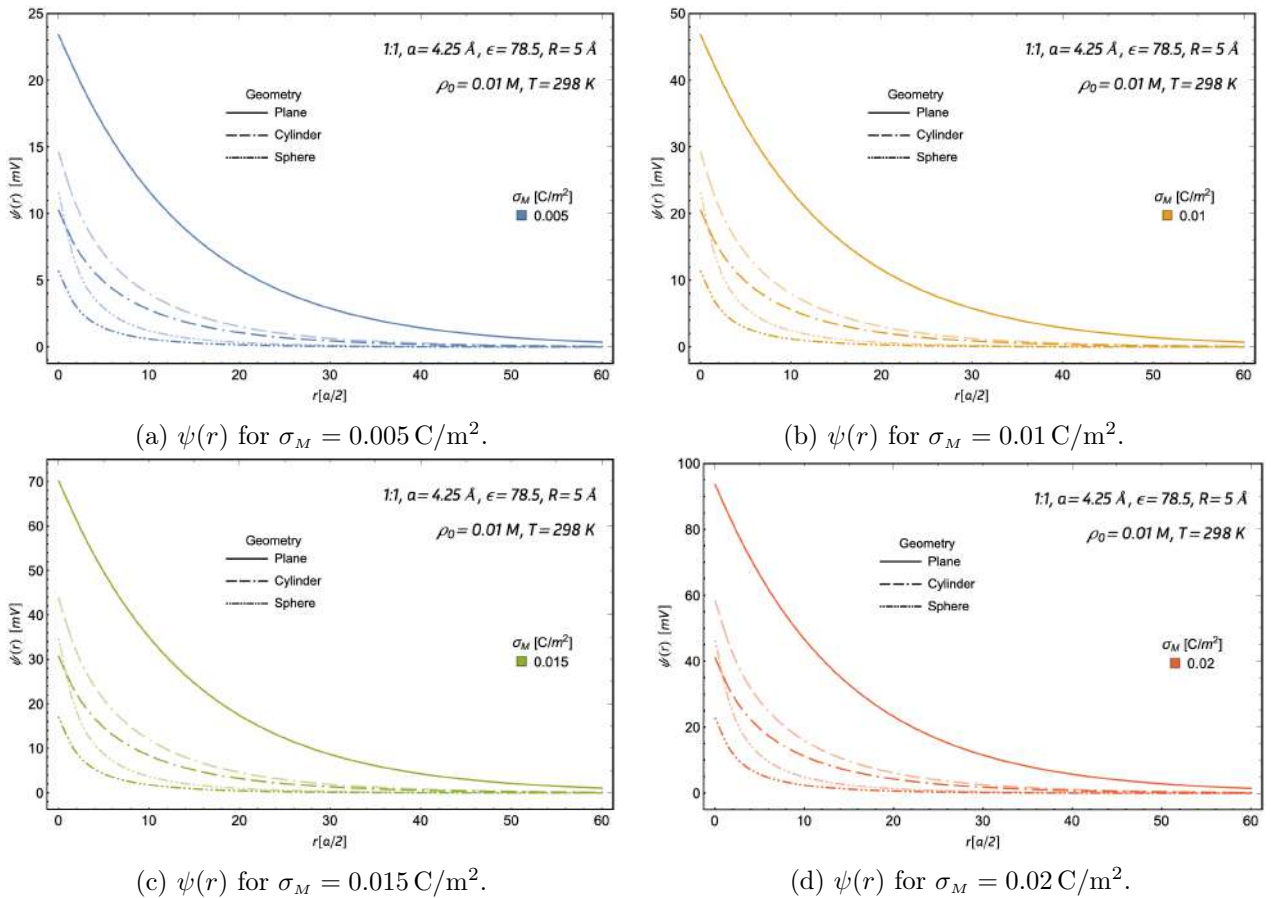 25
20
15
10
5
0
ψ(r) [mV]
1:1, a = 4.25 Å, ϵ = 78.5, R = 5 Å
ρ₀ = 0.01 M, T = 298 K
Geometry
Plane
Cylinder
Sphere
σ_M [C/m²]
0.005
0 10 20 30 40 50 60
r[a/2]
(a) ψ(r) for σ_M = 0.005 C/m².
50
40
30
20
10
0
ψ(r) [mV]
1:1, a = 4.25 Å, ϵ = 78.5, R = 5 Å
ρ₀ = 0.01 M, T = 298 K
Geometry
Plane
Cylinder
Sphere
σ_M [C/m²]
0.01
0 10 20 30 40 50 60
r[a/2]
(b) ψ(r) for σ_M = 0.01 C/m².
70
60
50
40
30
20
10
0
ψ(r) [mV]
1:1, a = 4.25 Å, ϵ = 78.5, R = 5 Å
ρ₀ = 0.01 M, T = 298 K
Geometry
Plane
Cylinder
Sphere
σ_M [C/m²]
0.015
0 10 20 30 40 50 60
r[a/2]
(c) ψ(r) for σ_M = 0.015 C/m².
100
80
60
40
20
0
ψ(r) [mV]
1:1, a = 4.25 Å, ϵ = 78.5, R = 5 Å
ρ₀ = 0.01 M, T = 298 K
Geometry
Plane
Cylinder
Sphere
σ_M [C/m²]
0.02
0 10 20 30 40 50 60
r[a/2]
(d) ψ(r) for σ_M = 0.02 C/m².